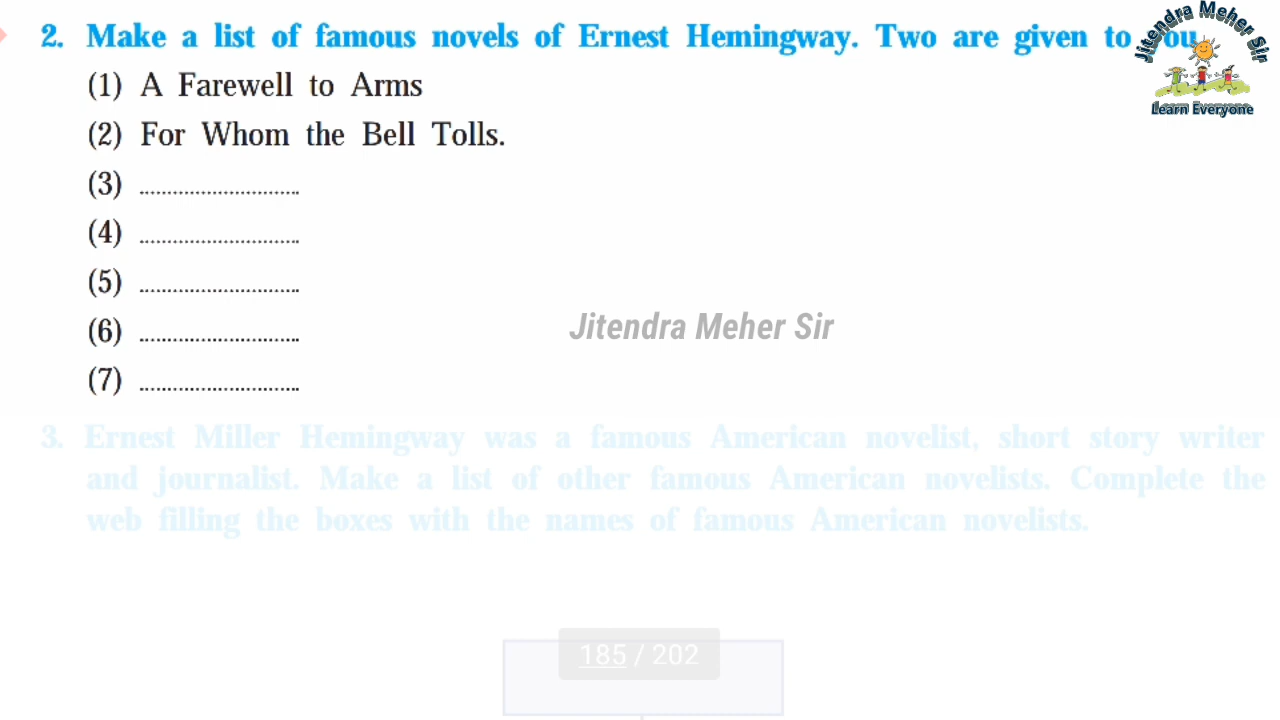 2. Make a list of famous novels of Ernest Hemingway. Two are given to you
(1) A Farewell to Arms
(2) For Whom the Bell Tolls.
(3) ............................
(4) ............................
(5) ............................
(6) ............................
(7) ............................
3. Ernest Miller Hemingway was a famous American novelist, short story writer
and journalist. Make a list of other famous American novelists. Complete the
web filling the boxes with the names of famous American novelists.
Jitendra Meher Sir
Learn Everyone
Jitendra Meher Sir
185 / 202